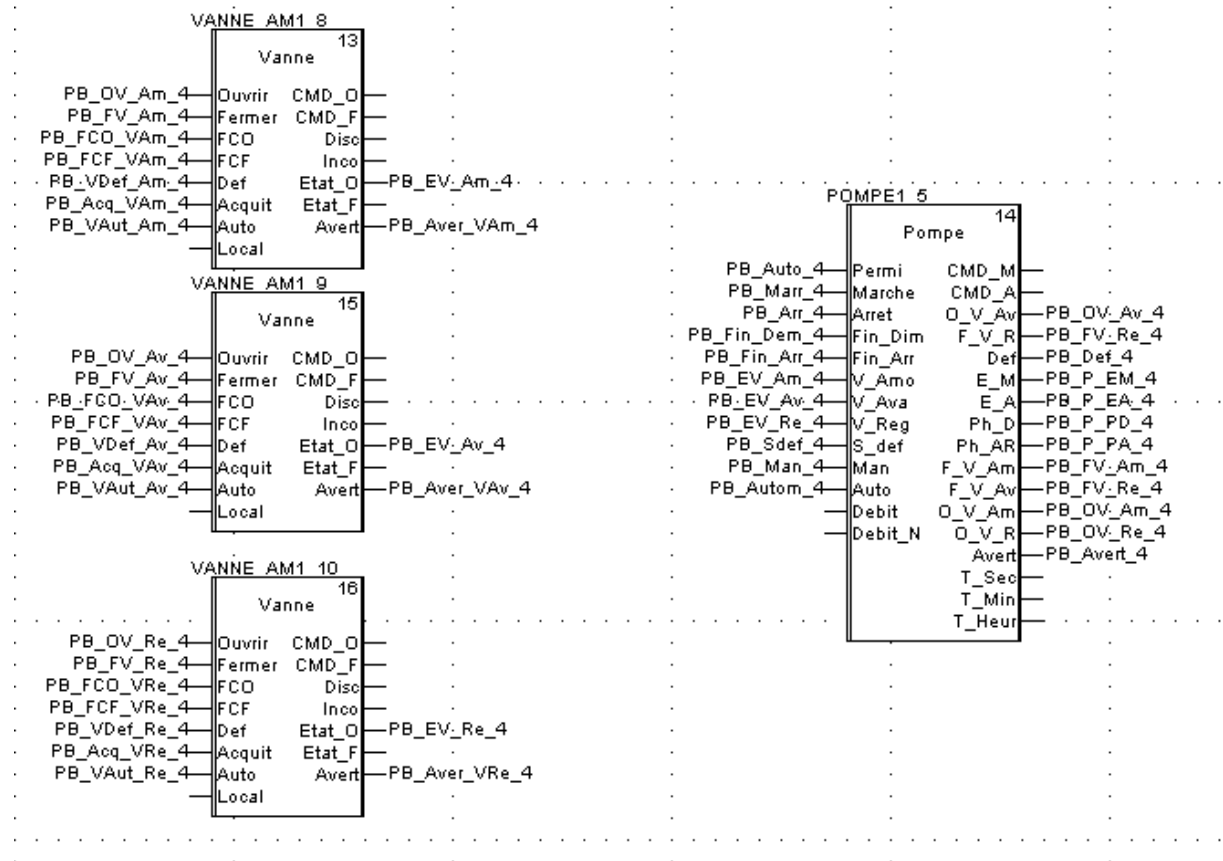 VANNE_AM1_8
13
Vanne
PB_OV_Am_4 Ouvrir CMD_O
PB_FV_Am_4 Fermer CMD_F
PB_FCO_VAm_4 FCO Disc
PB_FCF_VAm_4 FCF Inco
PB_VDef_Am_4 Def Etat_O PB_EV_Am_4
PB_Acq_VAm_4 Acquit Etat_F
PB_VAut_Am_4 Auto Avert PB_Aver_VAm_4
Local
VANNE_AM1_9
15
Vanne
PB_OV_Av_4 Ouvrir CMD_O
PB_FV_Av_4 Fermer CMD_F
PB_FCO_VAv_4 FCO Disc
PB_FCF_VAv_4 FCF Inco
PB_VDef_Av_4 Def Etat_O PB_EV_Av_4
PB_Acq_VAv_4 Acquit Etat_F
PB_VAut_Av_4 Auto Avert PB_Aver_VAv_4
Local
VANNE_AM1_10
16
Vanne
PB_OV_Re_4 Ouvrir CMD_O
PB_FV_Re_4 Fermer CMD_F
PB_FCO_VRe_4 FCO Disc
PB_FCF_VRe_4 FCF Inco
PB_VDef_Re_4 Def Etat_O PB_EV_Re_4
PB_Acq_VRe_4 Acquit Etat_F
PB_VAut_Re_4 Auto Avert PB_Aver_VRe_4
Local
POMPE1_5
14
Pompe
PB_Auto_4 Permi CMD_M
PB_Marr_4 Marche CMD_A
PB_Arr_4 Arret O_V_Av PB_OV_Av_4
PB_Fin_Dem_4 Fin_Dim F_V_R PB_FV_Re_4
PB_Fin_Arr_4 Fin_Arr Def PB_Def_4
PB_EV_Am_4 V_Amo E_M PB_P_EM_4
PB_EV_Av_4 V_Ava E_A PB_P_EA_4
PB_EV_Re_4 V_Reg Ph_D PB_P_PD_4
PB_Sdef_4 S_def Ph_AR PB_P_PA_4
PB_Man_4 Man F_V_Am PB_FV_Am_4
PB_Autom_4 Auto F_V_Av PB_FV_Re_4
Debit O_V_Am PB_OV_Am_4
Debit_N O_V_R PB_OV_Re_4
Avert PB_Avert_4
T_Sec
T_Min
T_Heur